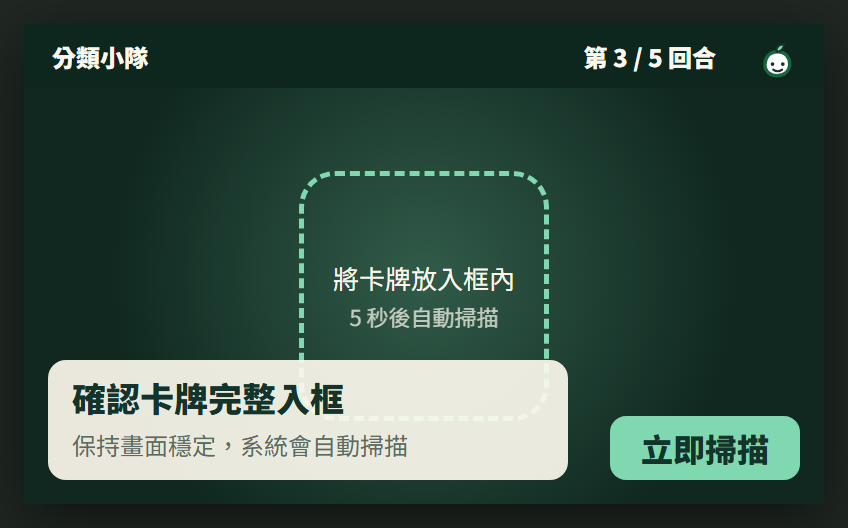 分類小隊
第 3 / 5 回合
將卡牌放入框內
5 秒後自動掃描
確認卡牌完整入框
保持畫面穩定，系統會自動掃描
立即掃描